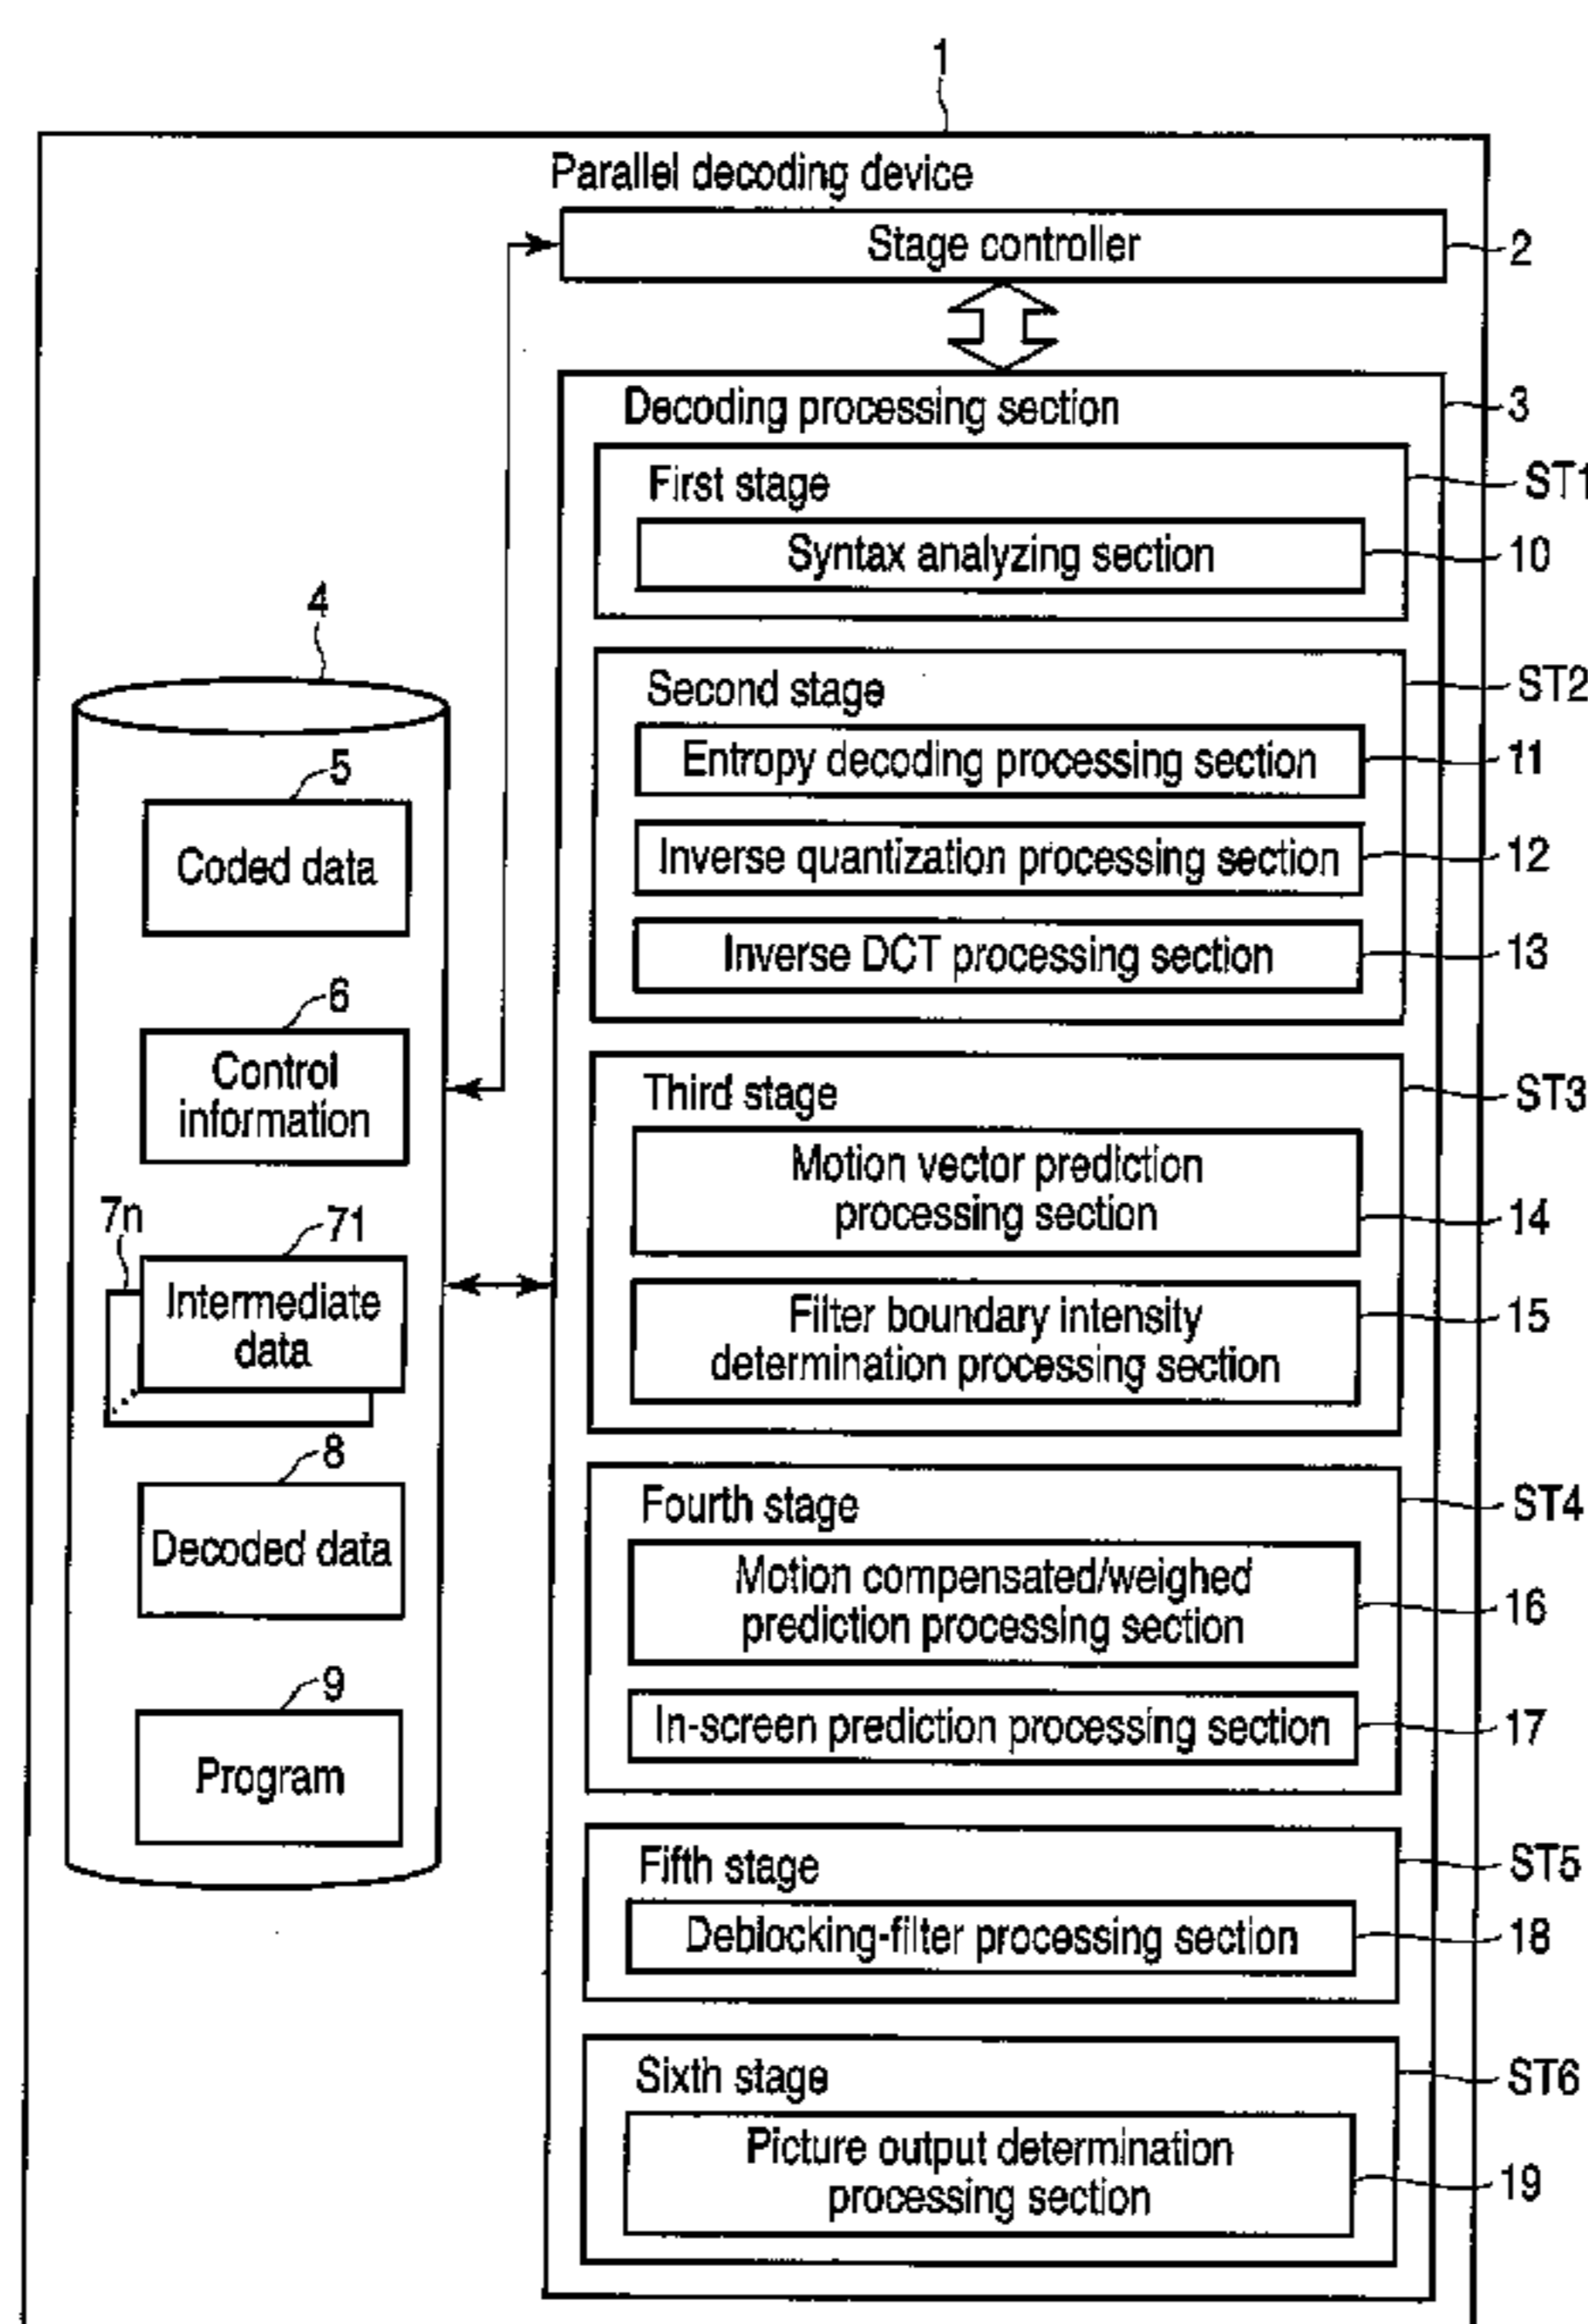 1
Parallel decoding device
Stage controller
2
Decoding processing section
3
First stage
ST1
Syntax analyzing section
10
Second stage
ST2
Entropy decoding processing section
11
Inverse quantization processing section
12
Inverse DCT processing section
13
Third stage
ST3
Motion vector prediction
processing section
14
Filter boundary intensity
determination processing section
15
Fourth stage
ST4
Motion compensated/weighed
prediction processing section
16
In-screen prediction processing section
17
Fifth stage
ST5
Deblocking-filter processing section
18
Sixth stage
ST6
Picture output determination
processing section
19
4
5
Coded data
6
Control
information
7n
71
Intermediate
data
8
Decoded data
9
Program